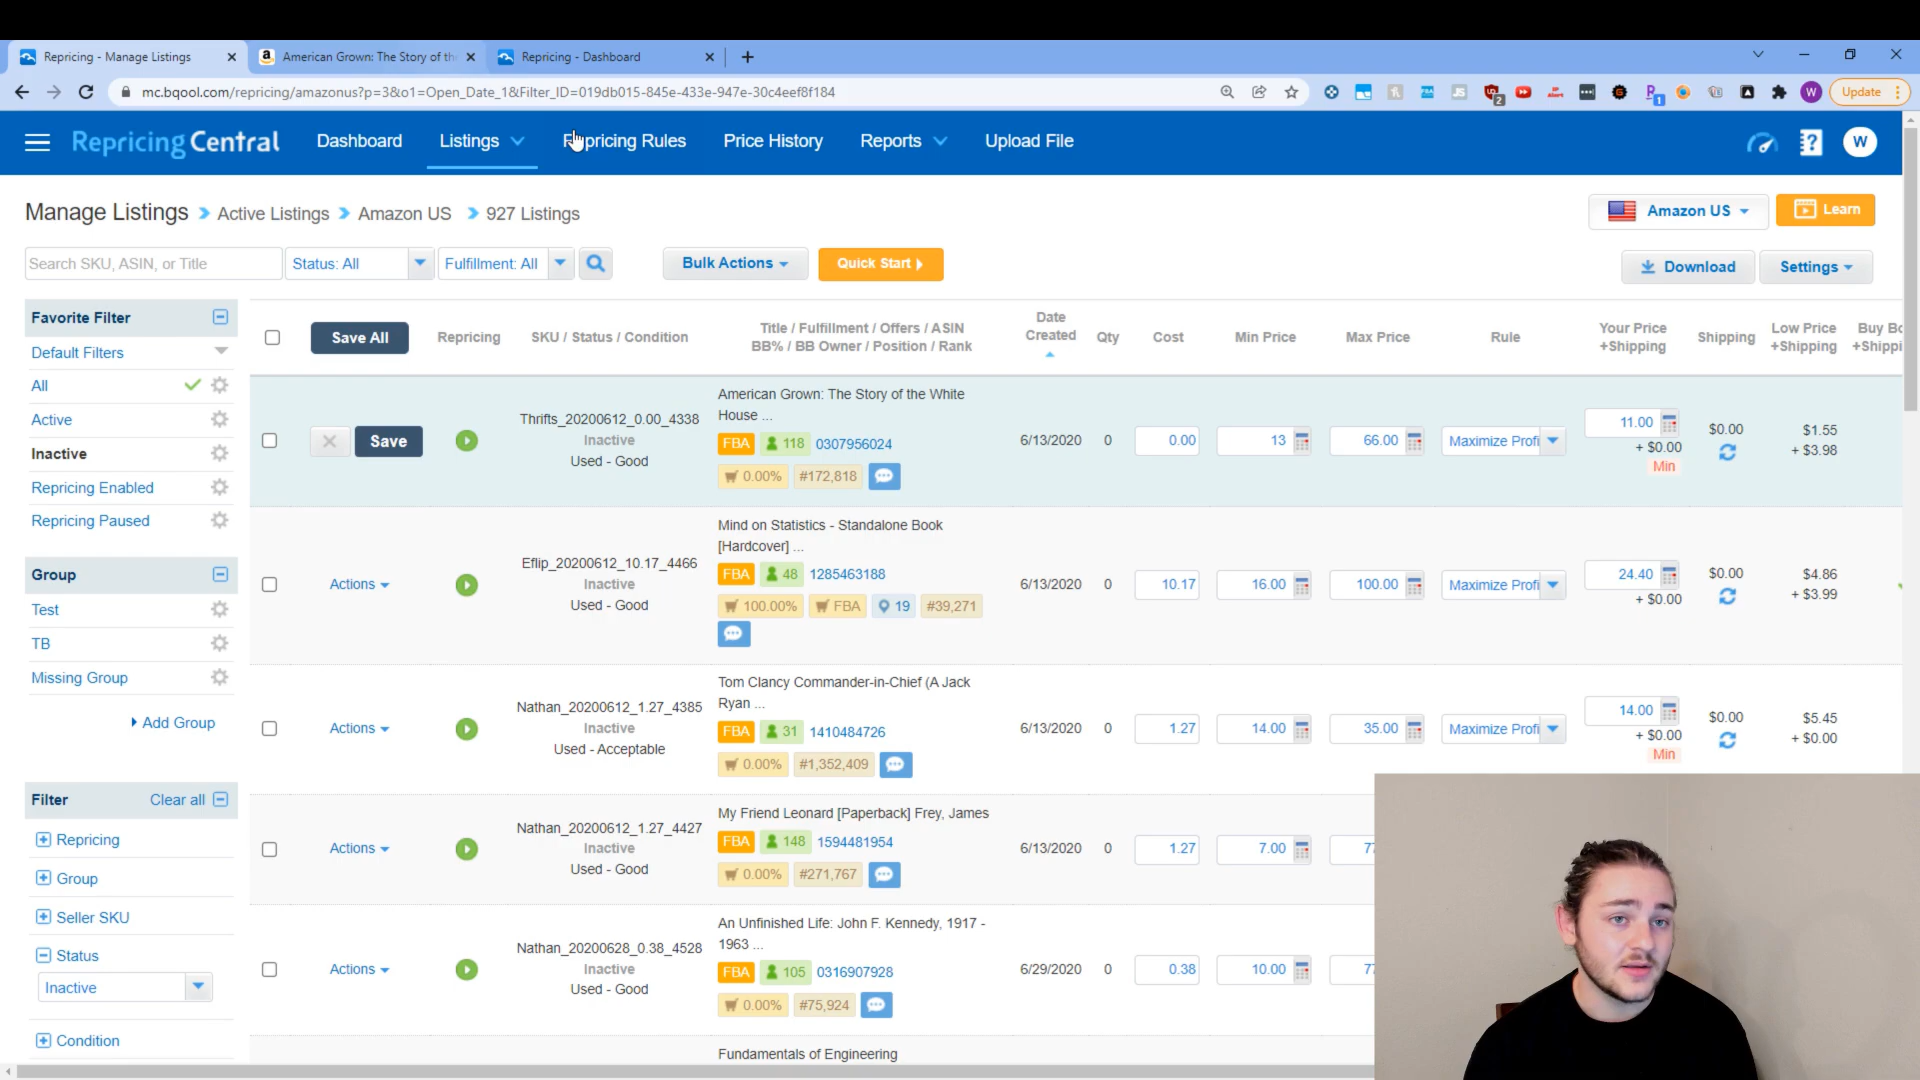 Repricing - Manage Listings
American Grown: The Story of th
Repricing - Dashboard
mc.bqool.com/repricing/amazonus?p=3&o1=Open_Date_1&Filter_ID=019db015-845e-433e-947e-30c4eef8f184
Update
Repricing Central
Dashboard
Listings
Repricing Rules
Price History
Reports
Upload File
W
Manage Listings
Active Listings
Amazon US
927 Listings
Amazon US
Learn
Search SKU, ASIN, or Title
Status: All
Fulfillment: All
Bulk Actions
Quick Start
Download
Settings
Favorite Filter
Default Filters
All
Active
Inactive
Repricing Enabled
Repricing Paused
Group
Test
TB
Missing Group
Add Group
Filter
Clear all
Repricing
Group
Seller SKU
Status
Inactive
Condition
Save All
Repricing
SKU / Status / Condition
Title / Fulfillment / Offers / ASIN
BB% / BB Owner / Position / Rank
Date
Created
Qty
Cost
Min Price
Max Price
Rule
Your Price
+Shipping
Shipping
Low Price
+Shipping
Buy Bo
+Shippi
Save
Thrifts_20200612_0.00_4338
Inactive
Used - Good
American Grown: The Story of the White
House ...
FBA 118 0307956024
0.00% #172,818
6/13/2020
0
0.00
13
66.00
Maximize Profi
11.00
+ $0.00
Min
$0.00
$1.55
+ $3.98
Actions
Eflip_20200612_10.17_4466
Inactive
Used - Good
Mind on Statistics - Standalone Book
[Hardcover] ...
FBA 48 1285463188
100.00% FBA 19 #39,271
6/13/2020
0
10.17
16.00
100.00
Maximize Profi
24.40
+ $0.00
$0.00
$4.86
+ $3.99
Actions
Nathan_20200612_1.27_4385
Inactive
Used - Acceptable
Tom Clancy Commander-in-Chief (A Jack
Ryan ...
FBA 31 1410484726
0.00% #1,352,409
6/13/2020
0
1.27
14.00
35.00
Maximize Profi
14.00
+ $0.00
Min
$0.00
$5.45
+ $0.00
Actions
Nathan_20200612_1.27_4427
Inactive
Used - Good
My Friend Leonard [Paperback] Frey, James
FBA 148 1594481954
0.00% #271,767
6/13/2020
0
1.27
7.00
77
Actions
Nathan_20200628_0.38_4528
Inactive
Used - Good
An Unfinished Life: John F. Kennedy, 1917 -
1963 ...
FBA 105 0316907928
0.00% #75,924
6/29/2020
0
0.38
10.00
77
Fundamentals of Engineering